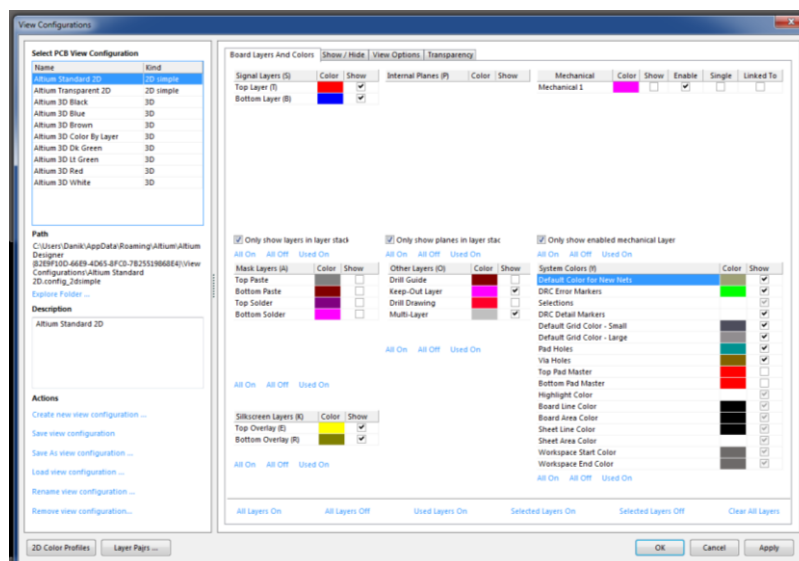 View Configurations
Select PCB View Configuration
Name Kind
Altium Standard 2D 2D simple
Altium Transparent 2D 2D simple
Altium 3D Black 3D
Altium 3D Blue 3D
Altium 3D Brown 3D
Altium 3D Color By Layer 3D
Altium 3D Dk Green 3D
Altium 3D Lt Green 3D
Altium 3D Red 3D
Altium 3D White 3D
Path
C:\Users\Danik\AppData\Roaming\Altium\Altium
Designer
{B2E9F10D-66E9-4D65-8FC0-7B25519868E4}\View
Configurations\Altium Standard
2D.config_2dsimple
Explore Folder ...
Description
Altium Standard 2D
Actions
Create new view configuration ...
Save view configuration
Save As view configuration ...
Load view configuration ...
Rename view configuration ...
Remove view configuration...
Board Layers And Colors Show / Hide View Options Transparency
Signal Layers (S) Color Show
Top Layer (T)
Bottom Layer (B)
Only show layers in layer stack
All On All Off Used On
Internal Planes (P) Color Show
Only show planes in layer stac
All On All Off Used On
Mechanical Color Show Enable Single Linked To
Mechanical 1
Only show enabled mechanical Layer
All On All Off Used On
Mask Layers (A) Color Show
Top Paste
Bottom Paste
Top Solder
Bottom Solder
All On All Off Used On
Other Layers (O) Color Show
Drill Guide
Keep-Out Layer
Drill Drawing
Multi-Layer
All On All Off Used On
System Colors (Y) Color Show
Default Color for New Nets
DRC Error Markers
Selections
DRC Detail Markers
Default Grid Color - Small
Default Grid Color - Large
Pad Holes
Via Holes
Top Pad Master
Bottom Pad Master
Highlight Color
Board Line Color
Board Area Color
Sheet Line Color
Sheet Area Color
Workspace Start Color
Workspace End Color
All On All Off Used On
Silkscreen Layers (K) Color Show
Top Overlay (E)
Bottom Overlay (R)
All On All Off Used On
All Layers On All Layers Off Used Layers On Selected Layers On Selected Layers Off Clear All Layers
2D Color Profiles Layer Pairs ... OK Cancel Apply